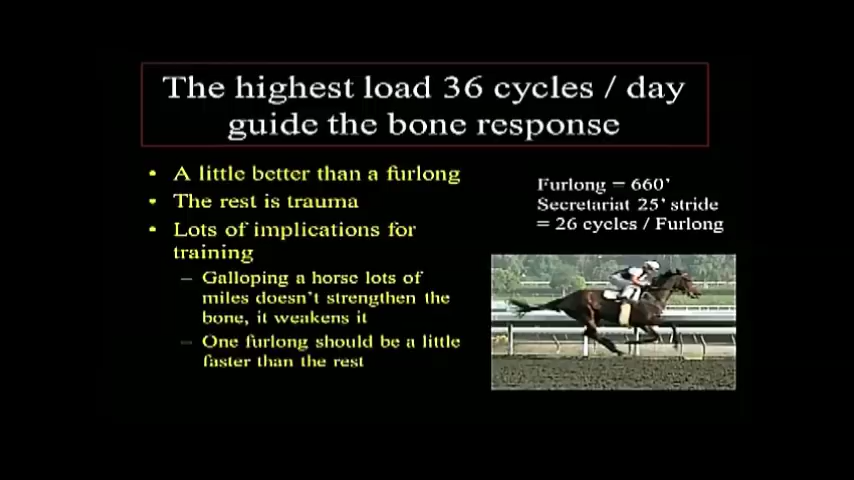 The highest load 36 cycles / day
guide the bone response
• A little better than a furlong
• The rest is trauma
• Lots of implications for
training
– Galloping a horse lots of
miles doesn't strengthen the
bone, it weakens it
– One furlong should be a little
faster than the rest
Furlong = 660'
Secretariat 25' stride
= 26 cycles / Furlong